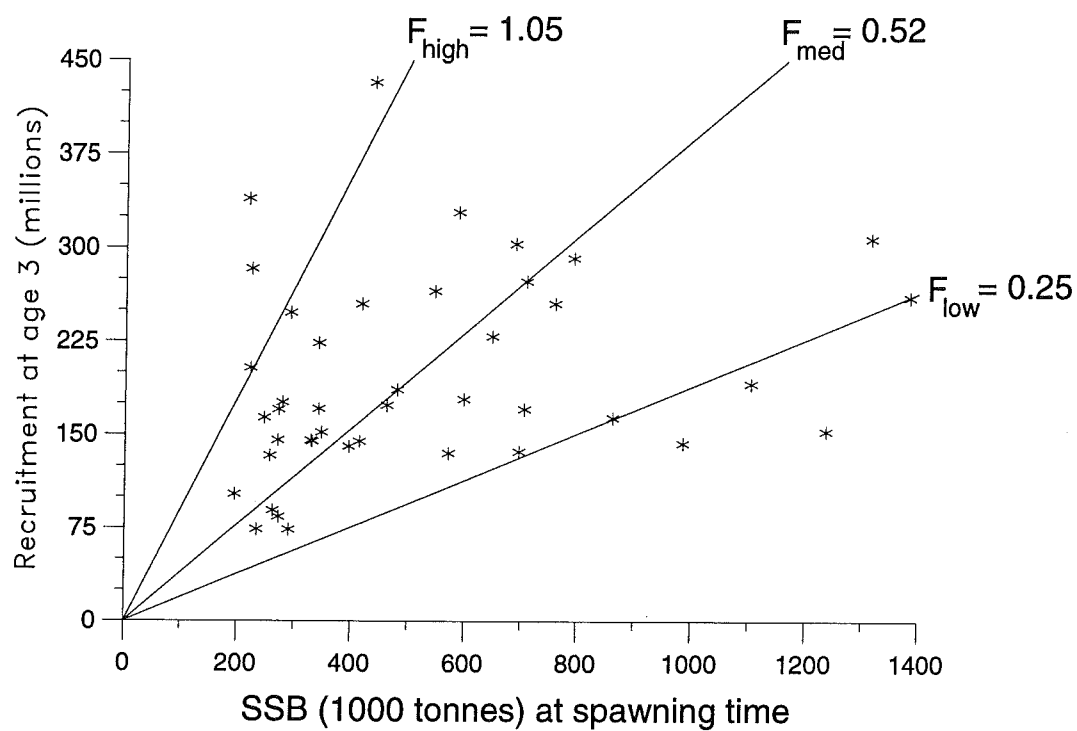 F_high = 1.05
F_med = 0.52
450
375
300
225
150
75
0
Recruitment at age 3 (millions)
F_low = 0.25
0 200 400 600 800 1000 1200 1400
SSB (1000 tonnes) at spawning time